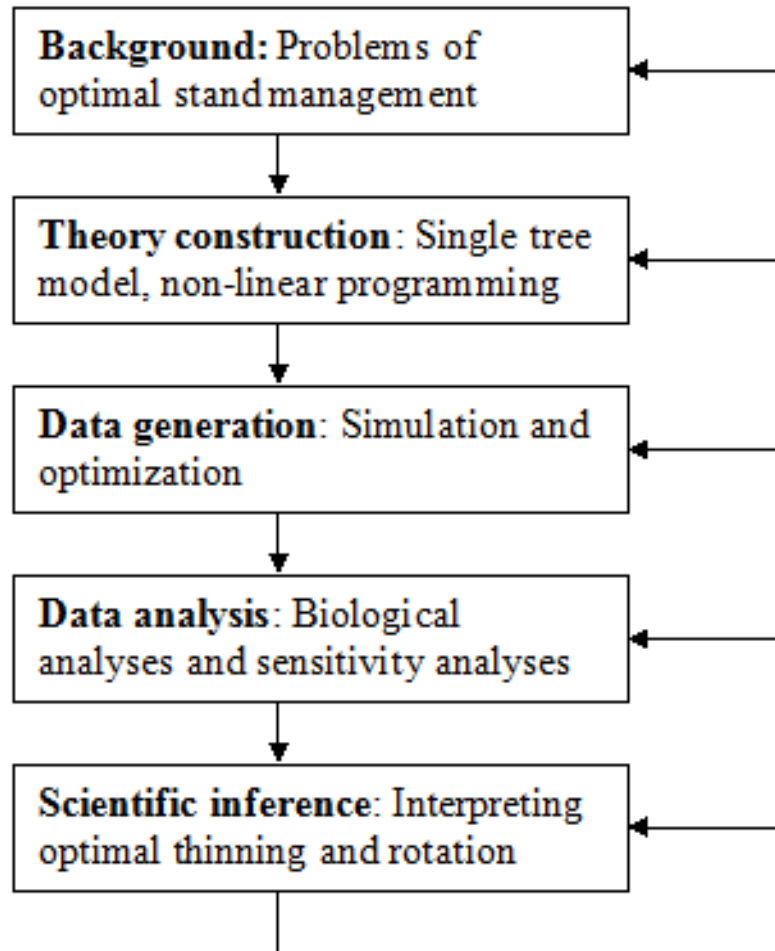 Background: Problems of
optimal stand management
Theory construction: Single tree
model, non-linear programming
Data generation: Simulation and
optimization
Data analysis: Biological
analyses and sensitivity analyses
Scientific inference: Interpreting
optimal thinning and rotation